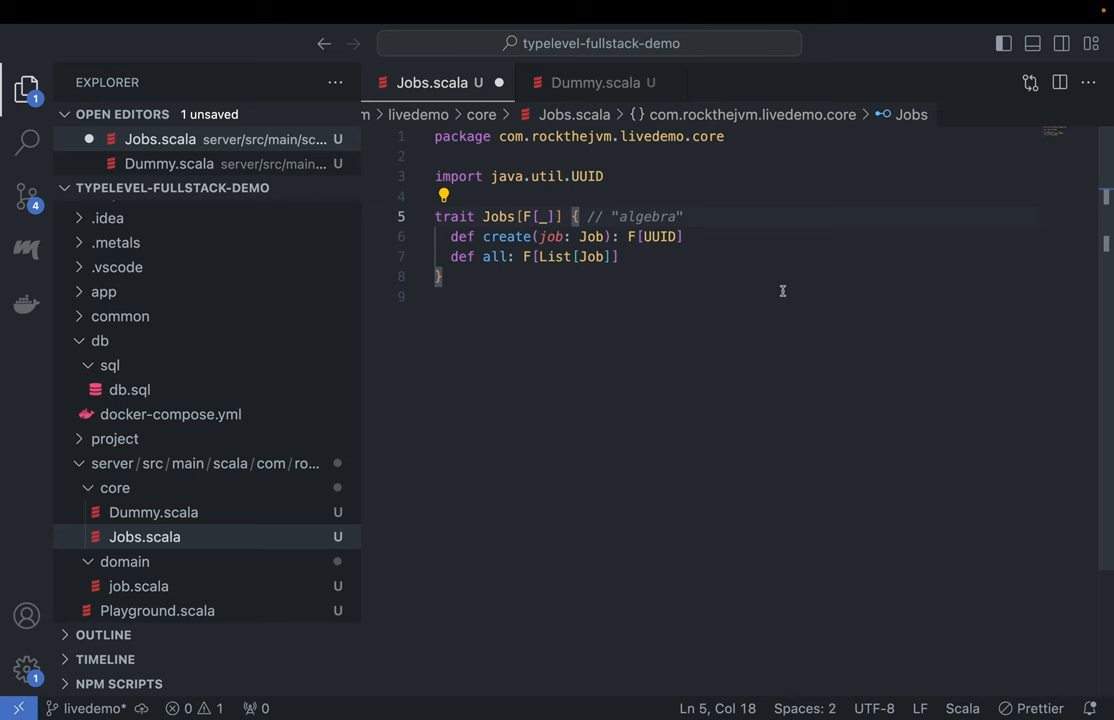 typelevel-fullstack-demo
EXPLORER
Jobs.scala U
Dummy.scala U
OPEN EDITORS 1 unsaved
m > livedemo > core > Jobs.scala > {} com.rockthejvm.livedemo.core > Jobs
Jobs.scala server/src/main/sc... U
Dummy.scala server/src/main... U
TYPELEVEL-FULLSTACK-DEMO
.idea
.metals
.vscode
app
common
db
sql
db.sql
docker-compose.yml
project
server/src/main/scala/com/ro...
core
Dummy.scala U
Jobs.scala U
domain
job.scala U
Playground.scala U
OUTLINE
TIMELINE
NPM SCRIPTS
1
4
1
1 package com.rockthejvm.livedemo.core
2
3 import java.util.UUID
4
5 trait Jobs[F[_]] { // "algebra"
6 def create(job: Job): F[UUID]
7 def all: F[List[Job]]
8 }
9
livedemo* 0 1 0 Ln 5, Col 18 Spaces: 2 UTF-8 LF Scala Prettier